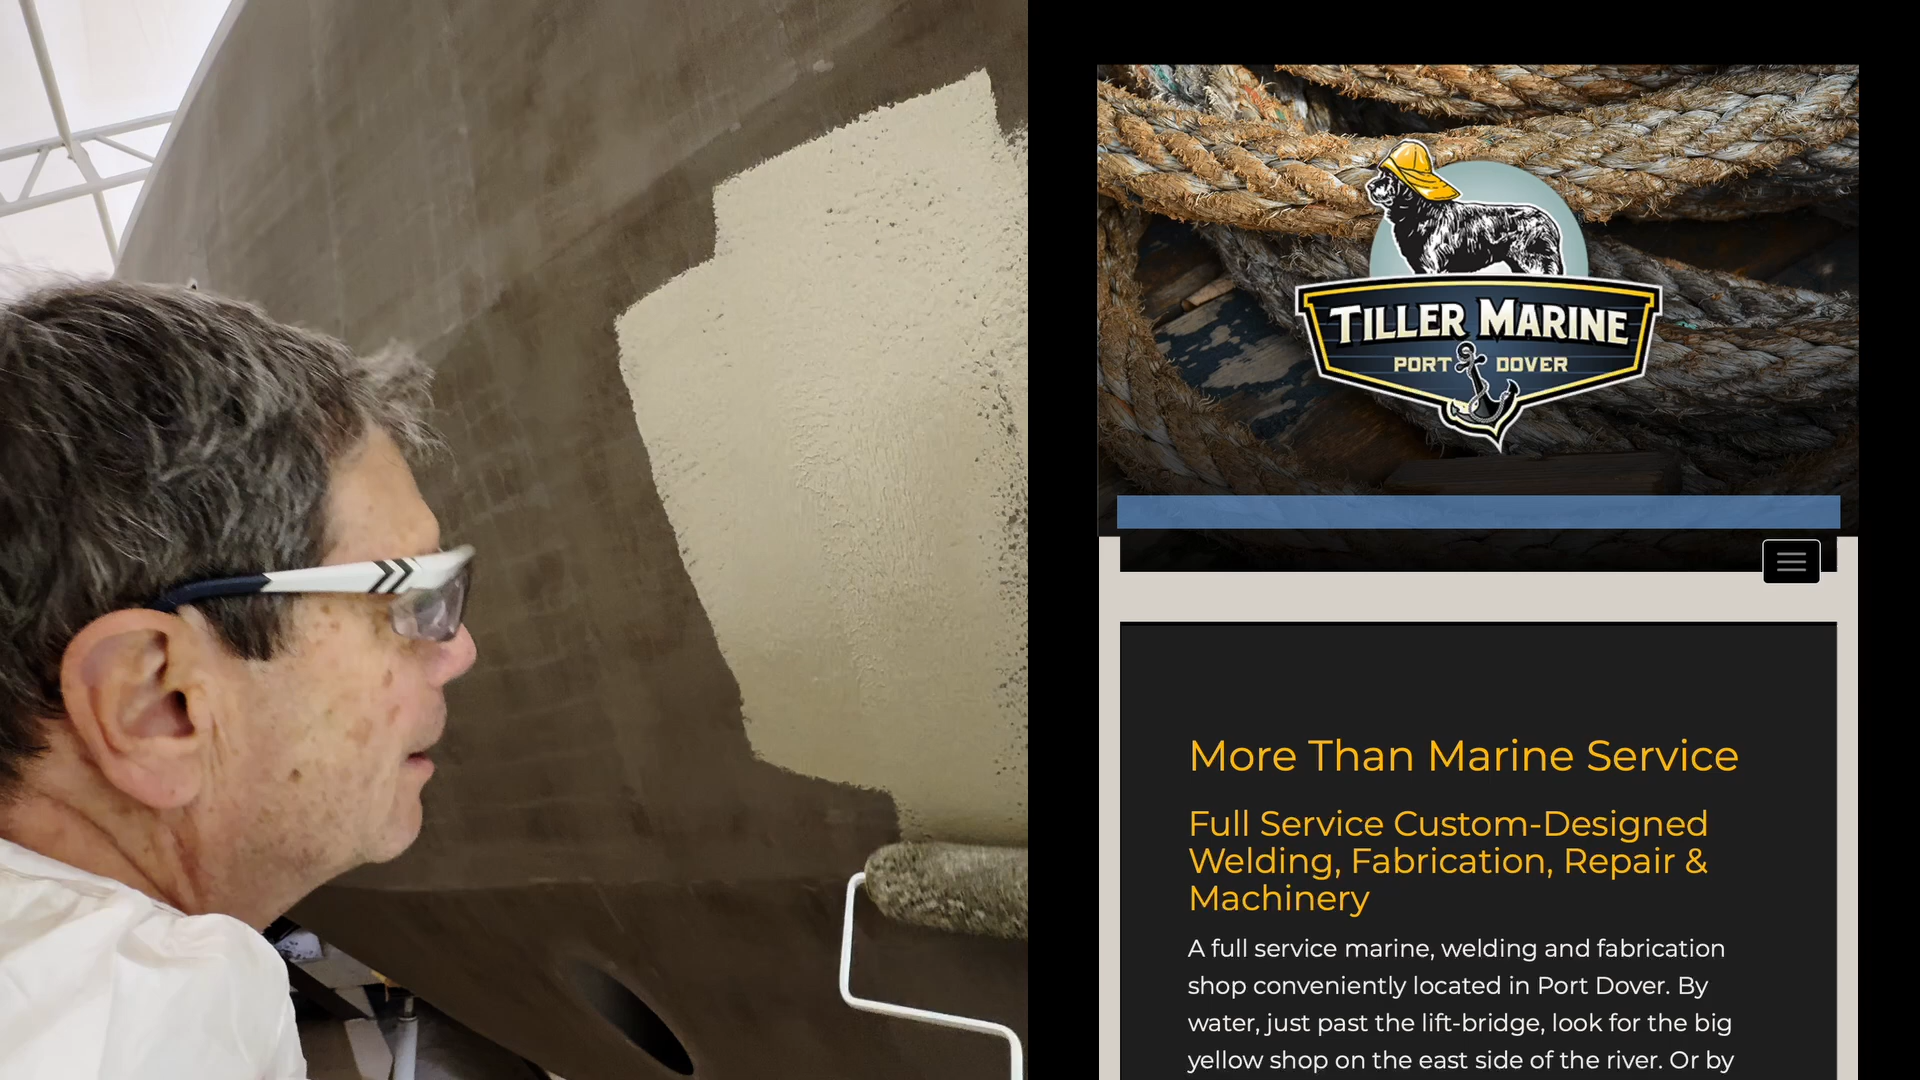 TILLER MARINE
PORT DOVER
More Than Marine Service
Full Service Custom-Designed
Welding, Fabrication, Repair &
Machinery
A full service marine, welding and fabrication
shop conveniently located in Port Dover. By
water, just past the lift-bridge, look for the big
yellow shop on the east side of the river. Or by